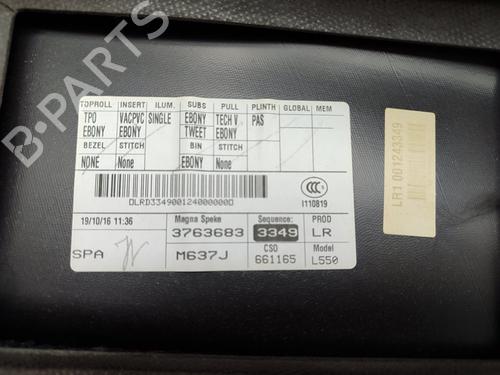 TOPROLL INSERT ILUM. SUBS PULL PLINTH GLOBAL MEM
TPO VACPVC SINGLE EBONY TECH V PAS
EBONY EBONY TWEET EBONY
BEZEL STITCH BIN STITCH
NONE None EBONY None
DLRD33490012400000D
I110819
19/10/16 11:36 Magna Speke Sequence: PROD
3763683 3349 LR
SPA M637J CSO Model
661165 L550
LR1 001243349
B-PARTS